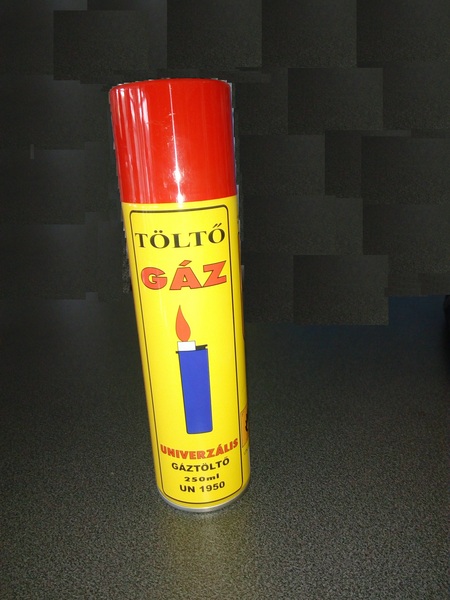 TÖLTŐ
GÁZ
UNIVERZÁLIS
GÁZTÖLTŐ
250ml
UN 1950